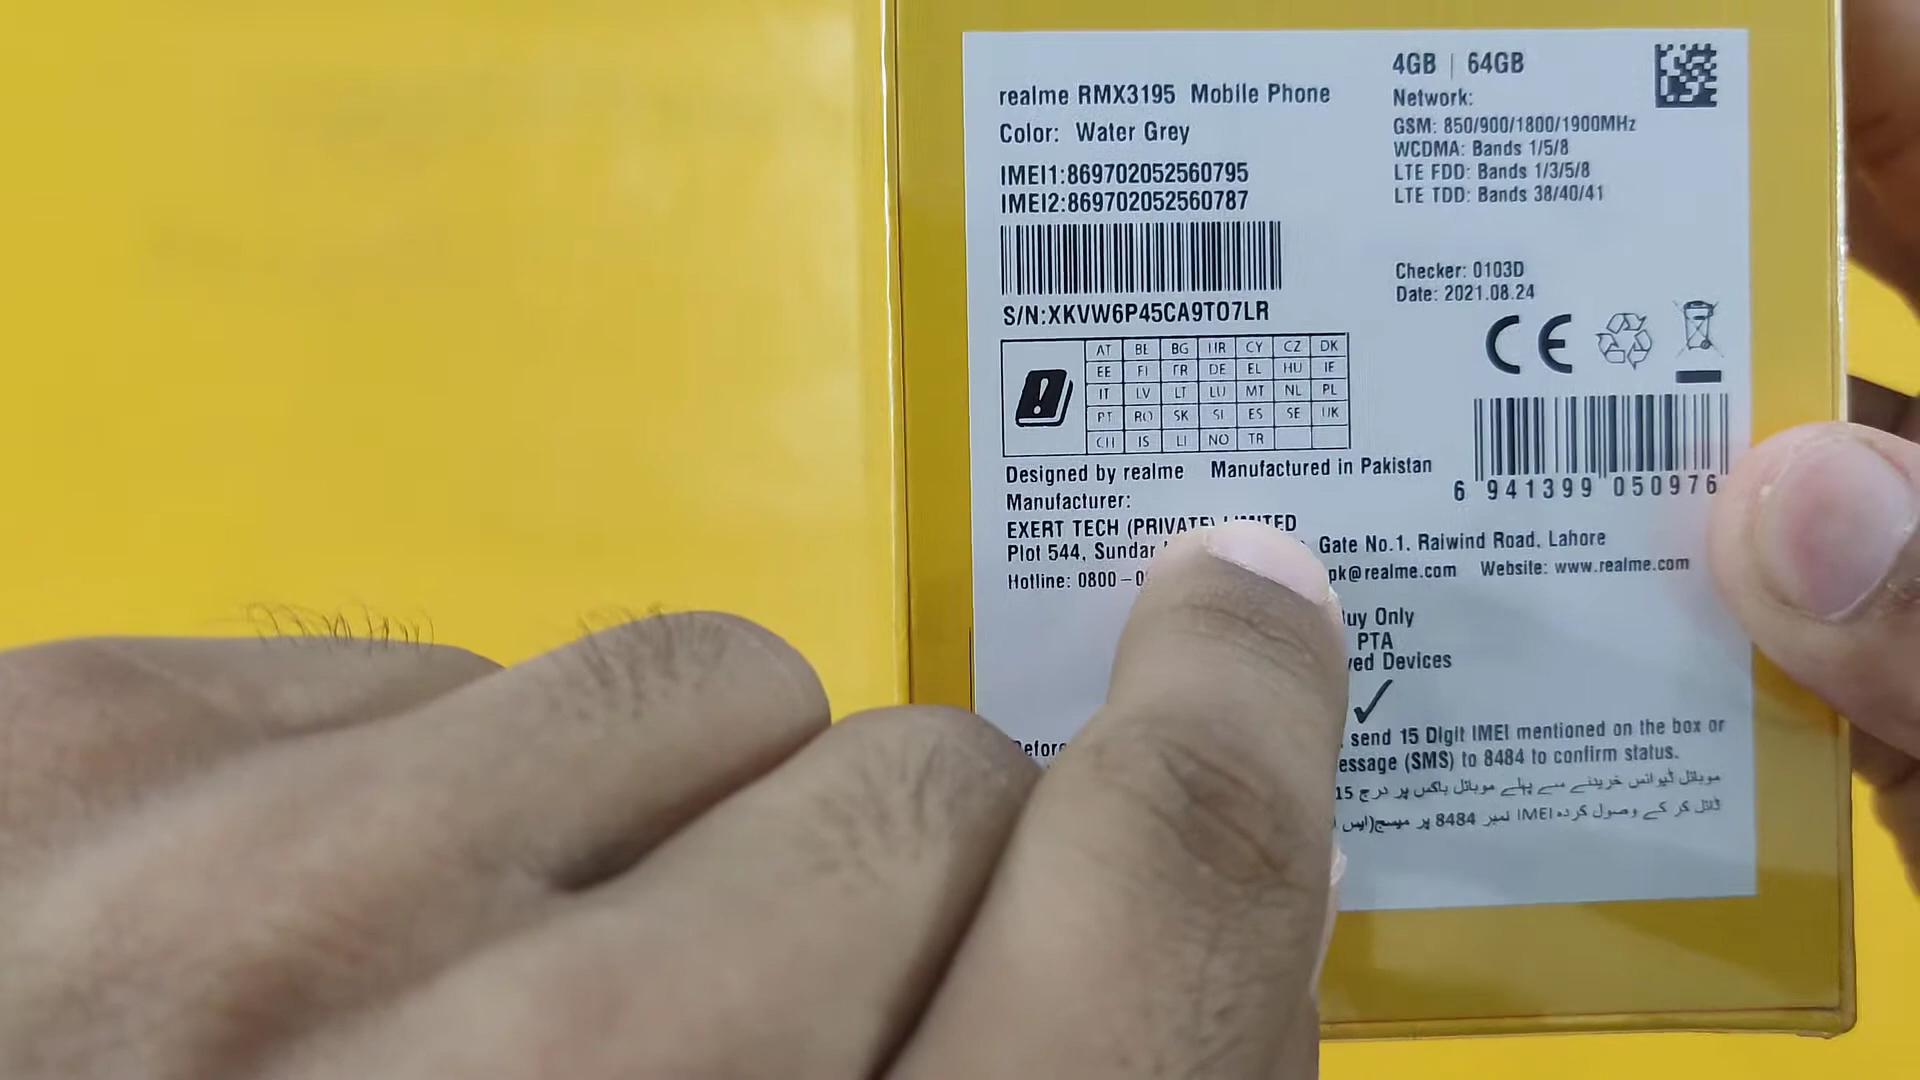 realme RMX3195 Mobile Phone
Color: Water Grey
IMEI1:869702052560795
IMEI2:869702052560787
S/N:XKVW6P45CA9TO7LR
4GB | 64GB
Network:
GSM: 850/900/1800/1900MHz
WCDMA: Bands 1/5/8
LTE FDD: Bands 1/3/5/8
LTE TDD: Bands 38/40/41
Checker: 0103D
Date: 2021.08.24
CE
AT BE BG HR CY CZ DK
EE FI FR DE EL HU IE
IT LV LT LU MT NL PL
PT RO SK SI ES SE UK
CH IS LI NO TR
6 941399 050976
Designed by realme Manufactured in Pakistan
Manufacturer:
EXERT TECH (PRIVATE) LIMITED
Plot 544, Sundar Gate No.1. Raiwind Road, Lahore
Hotline: 0800 – pk@realme.com Website: www.realme.com
Only
PTA
Devices
send 15 Digit IMEI mentioned on the box or
(SMS) to 8484 to confirm status.
موبائل ڈیوائس خریدنے سے پہلے موبائل باکس پر درج 15
ڈائل کر کے وصول کردہ IMEI نمبر 8484 پر میسج